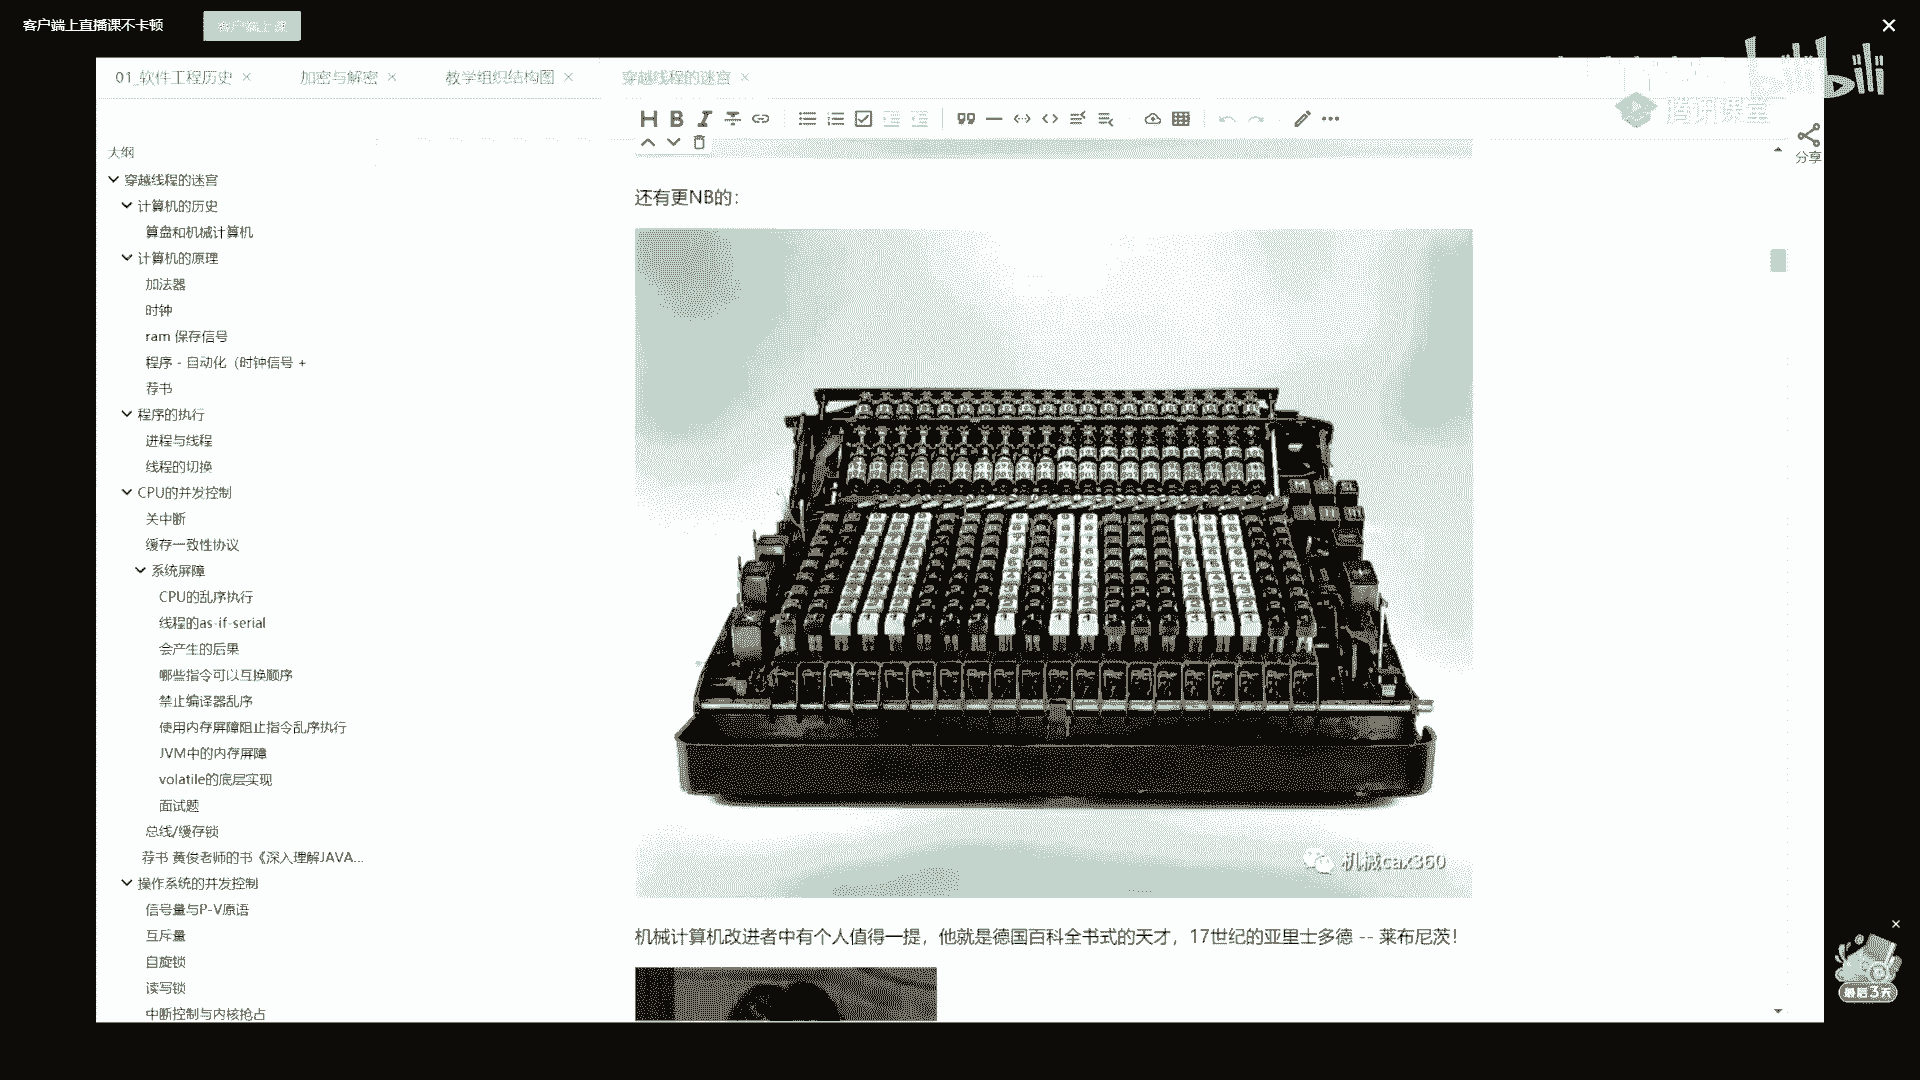 客户端上直播课不卡顿
客户端上课
bilibili
01_软件工程历史
加密与解密
教学组织结构图
穿越线程的迷宫
腾讯课堂
分享
大纲
穿越线程的迷宫
计算机的历史
算盘和机械计算机
计算机的原理
加法器
时钟
ram 保存信号
程序 - 自动化（时钟信号 +
荐书
程序的执行
进程与线程
线程的切换
CPU的并发控制
关中断
缓存一致性协议
系统屏障
CPU的乱序执行
线程的as-if-serial
会产生的后果
哪些指令可以互换顺序
禁止编译器乱序
使用内存屏障阻止指令乱序执行
JVM中的内存屏障
volatile的底层实现
面试题
总线/缓存锁
荐书 黄俊老师的书《深入理解JAVA...
操作系统的并发控制
信号量与P-V原语
互斥量
自旋锁
读写锁
中断控制与内核抢占
还有更NB的：
机械cax360
机械计算机改进者中有个人值得一提，他就是德国百科全书式的天才，17世纪的亚里士多德 -- 莱布尼茨！
最后3天